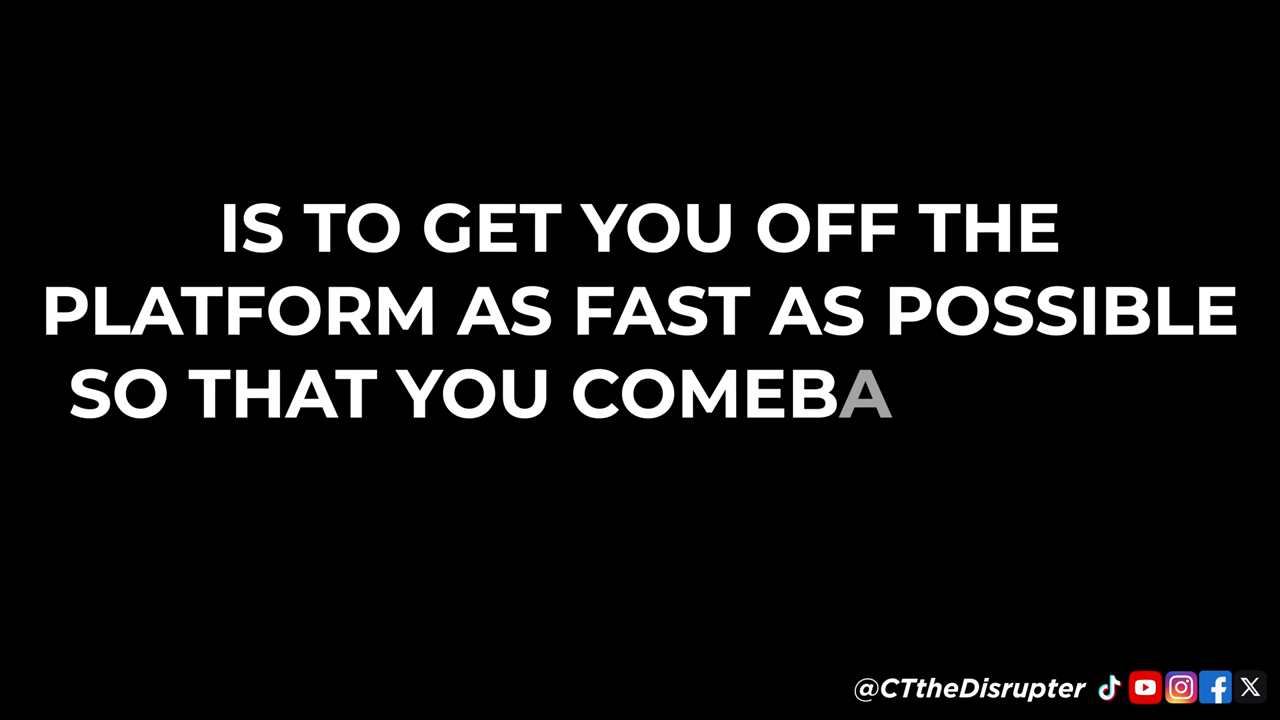 IS TO GET YOU OFF THE
PLATFORM AS FAST AS POSSIBLE
SO THAT YOU COMEBA
@CTtheDisrupter